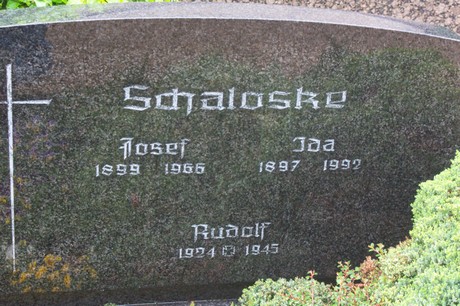 Schaloske
Josef Ida
1899 1966 1897 1992
Rudolf
1924 1945